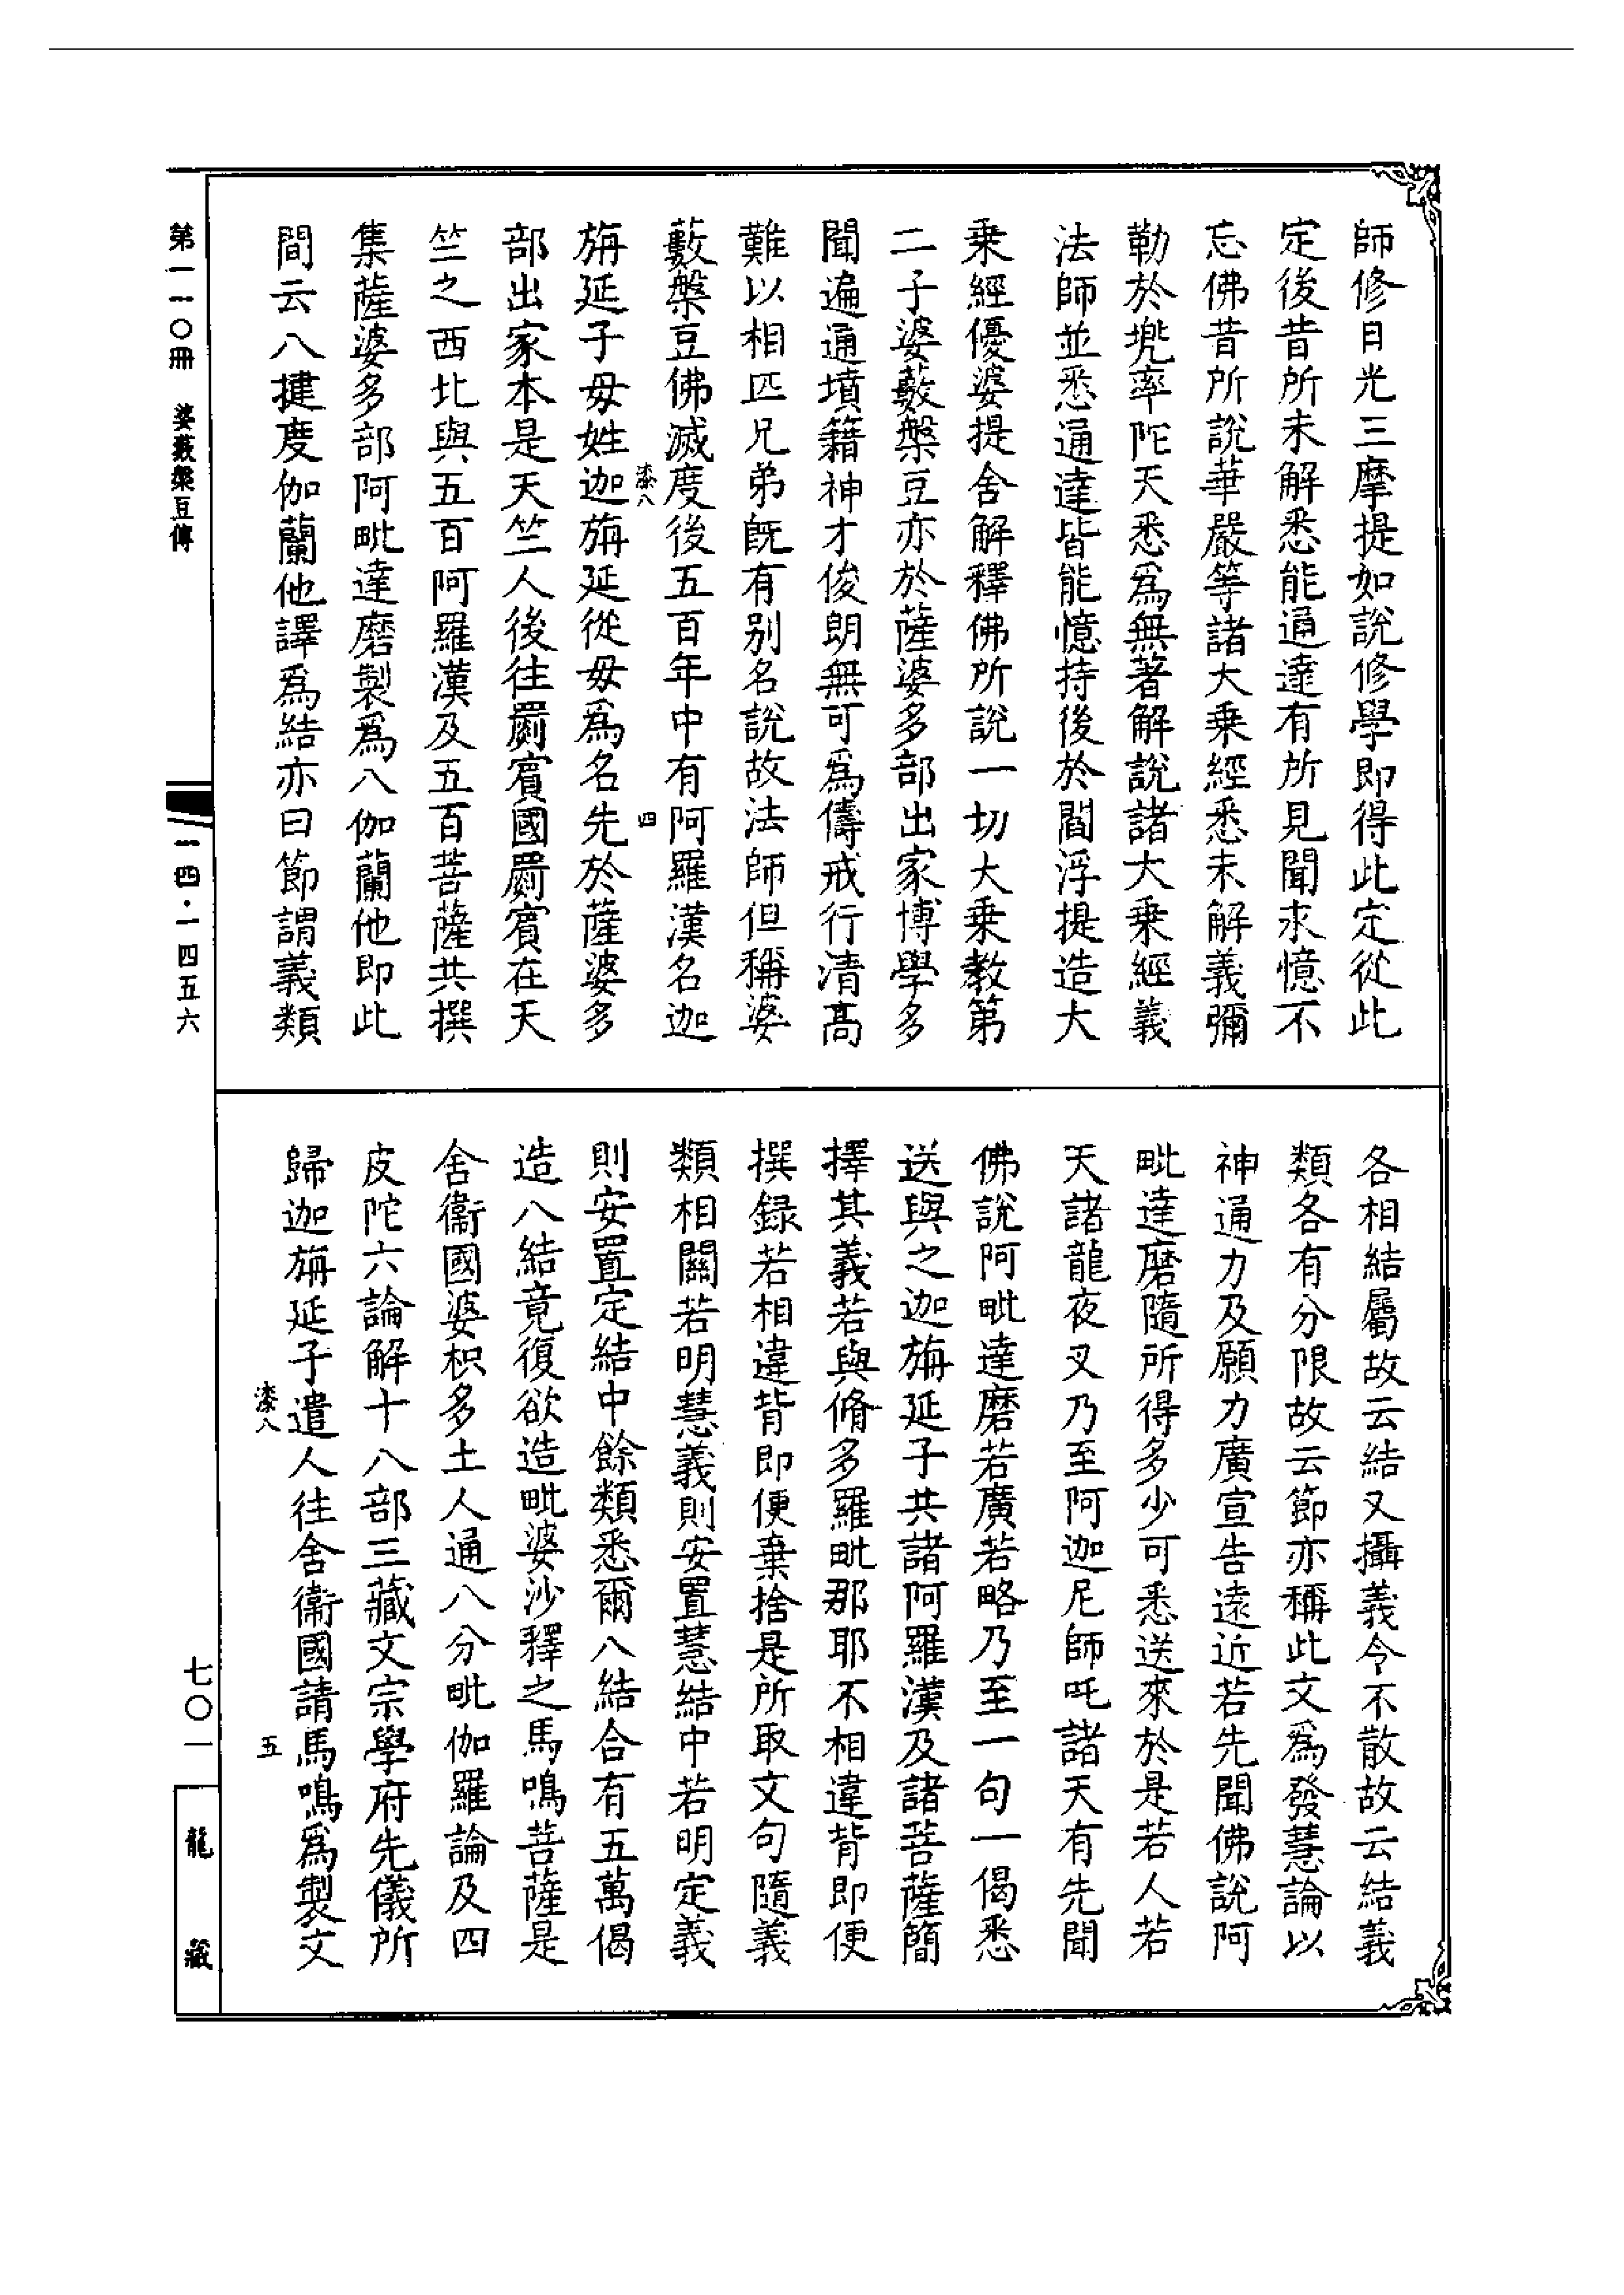 師修日光三摩提如說修學即得此定從此
定後昔所未解悉能通達有所見聞求憶不
忘佛昔所說華嚴等諸大乗經悉未解義彌
勒於兠率陀天悉爲無著解說諸大乗經義
法師並悉通達皆能憶持後於閻浮提造大
乗經優婆提舍解釋佛所說一切大乗教第
二子婆藪槃豆亦於薩婆多部出家博學多
聞遍通墳籍神才俊朗無可爲儔戒行清高
難以相匹兄弟既有别名說故法師但稱婆
藪槃豆佛滅度後五百年中有阿羅漢名迦
漆八
四
旃延子毋姓迦旃延從毋爲名先於薩婆多
部出家本是天竺人後往罽賓國罽賓在天
竺之西北與五百阿羅漢及五百菩薩共撰
集薩婆多部阿毗達磨製爲八伽蘭他即此
間云八揵度伽蘭他譯爲結亦曰節謂義類
各相結屬故云結又攝義令不散故云結義
類各有分限故云節亦稱此文爲發慧論以
神通力及願力廣宣告遠近若先聞佛說阿
毗達磨隨所得多少可悉送來於是若人若
天諸龍夜叉乃至阿迦尼師吒諸天有先聞
佛說阿毗達磨若廣若略乃至一句一偈悉
送與之迦旃延子共諸阿羅漢及諸菩薩簡
擇其義若與脩多羅毗那耶不相違背即便
撰録若相違背即便棄捨是所取文句隨義
類相關若明慧義則安置慧結中若明定義
則安置定結中餘類悉爾八結合有五萬偈
造八結竟復欲造毗婆沙釋之馬鳴菩薩是
舍衞國婆枳多土人通八分毗伽羅論及四
皮陀六論解十八部三藏文宗學府先儀所
歸迦旃延子遣人往舍衞國請馬鳴爲製文
漆八
五
第一一〇冊 婆藪槃豆傳
一四·一四五六
七〇一
龍藏